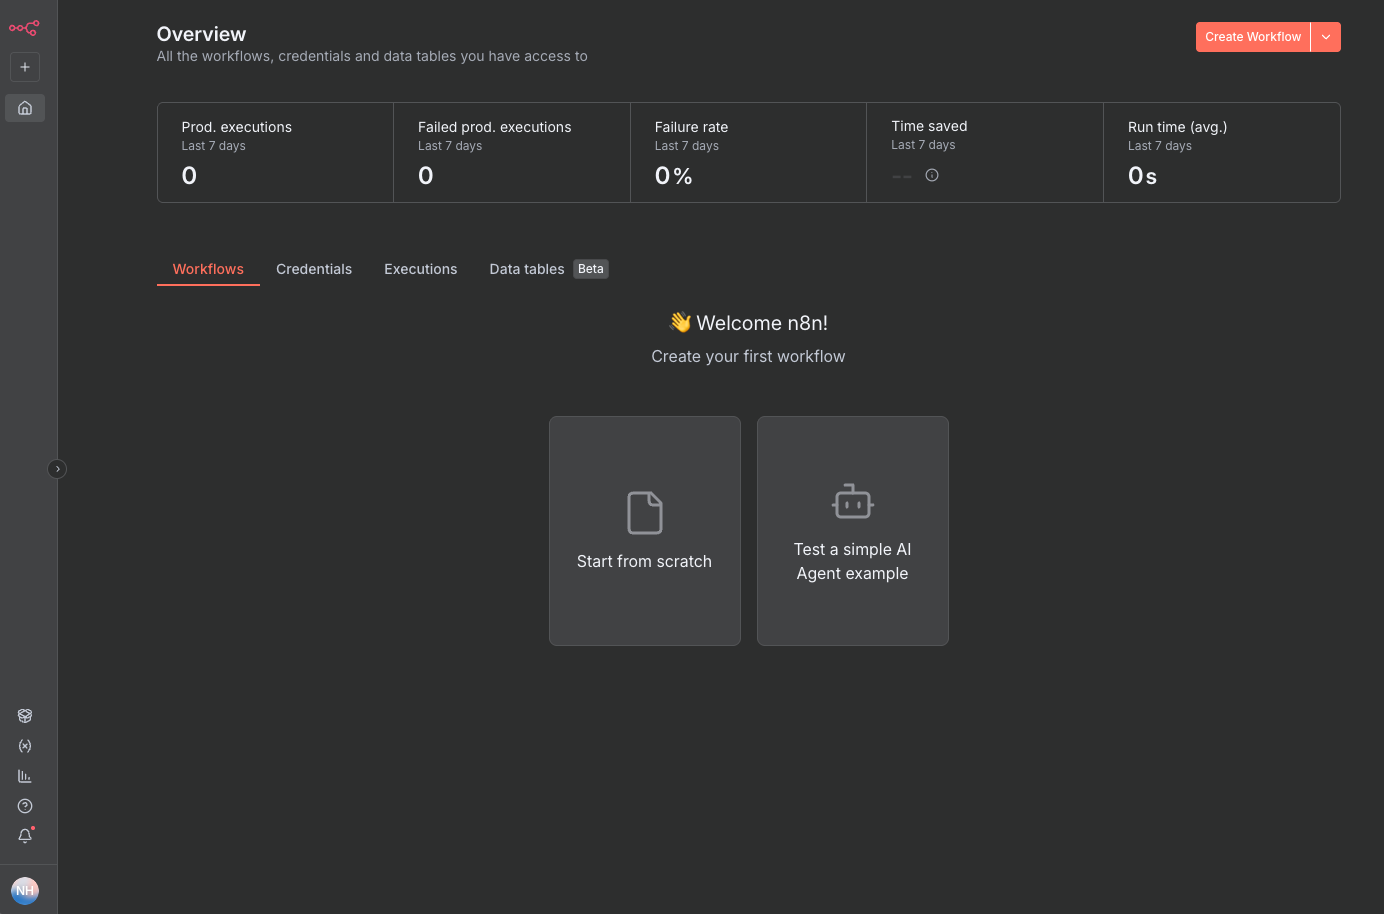 Overview
All the workflows, credentials and data tables you have access to
Create Workflow
Prod. executions
Last 7 days
0
Failed prod. executions
Last 7 days
0
Failure rate
Last 7 days
0%
Time saved
Last 7 days
--
Run time (avg.)
Last 7 days
0s
Workflows
Credentials
Executions
Data tables Beta
👋 Welcome n8n!
Create your first workflow
Start from scratch
Test a simple AI
Agent example
NH